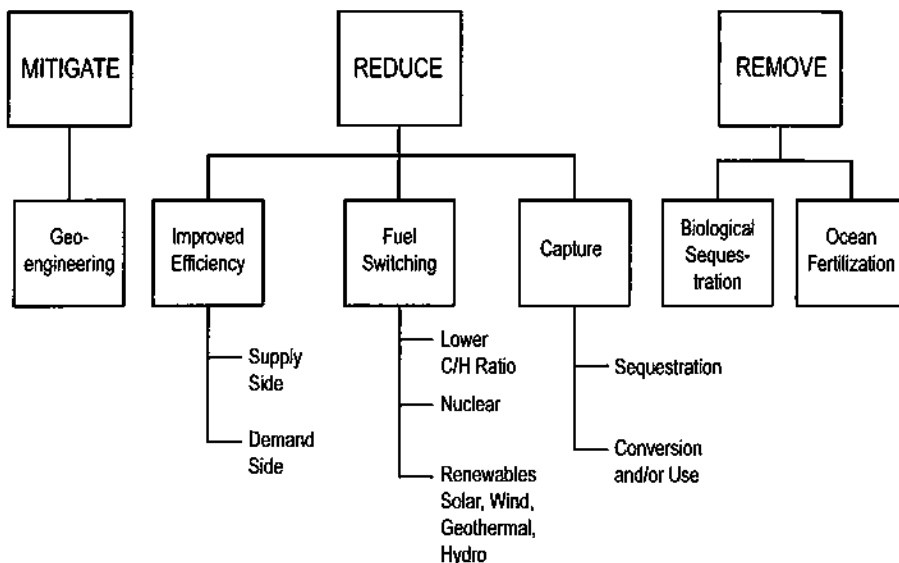 MITIGATE
REDUCE
REMOVE
Geo-
engineering
Improved
Efficiency
Fuel
Switching
Capture
Biological
Seques-
tration
Ocean
Fertilization
Supply
Side
Demand
Side
Lower
C/H Ratio
Nuclear
Renewables
Solar, Wind,
Geothermal,
Hydro
Sequestration
Conversion
and/or Use